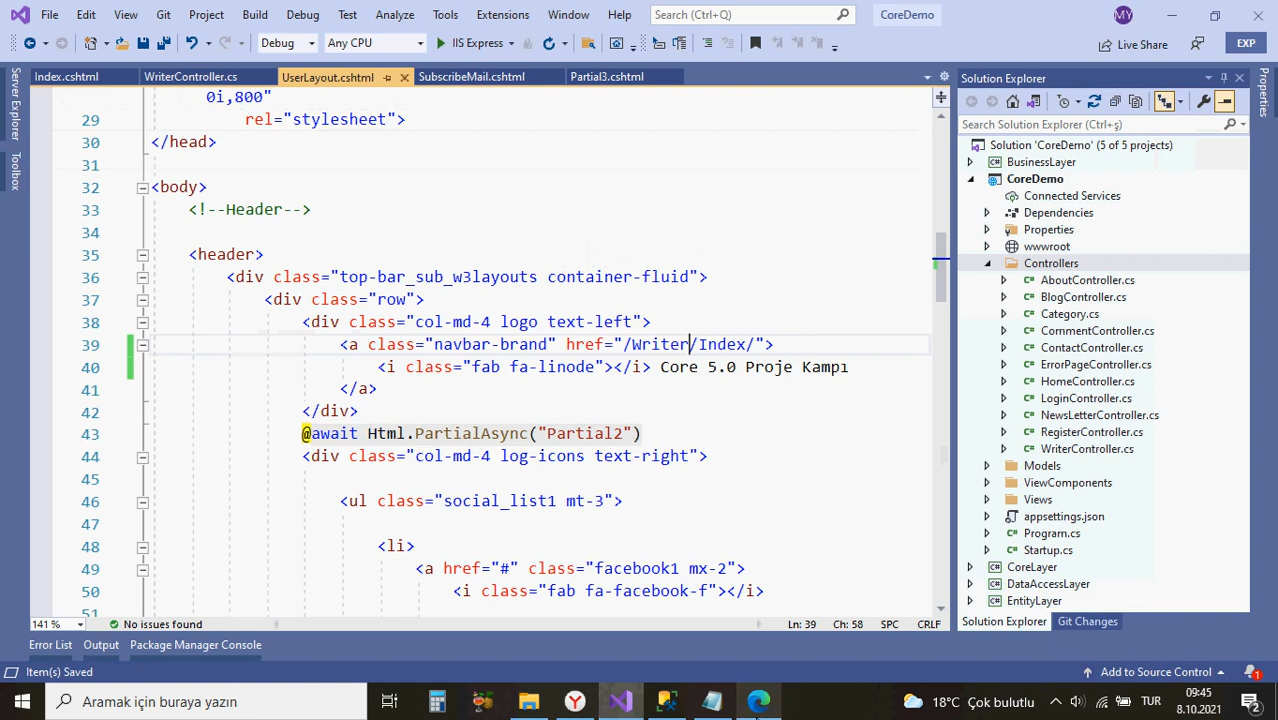 File Edit View Git Project Build Debug Test Analyze Tools Extensions Window Help Search (Ctrl+Q) CoreDemo MY
Debug Any CPU IIS Express Live Share EXP
Server Explorer
Toolbox
Index.cshtml WriterController.cs UserLayout.cshtml SubscribeMail.cshtml Partial3.cshtml
0i,800"
29 rel="stylesheet">
30 </head>
31
32 <body>
33 <!--Header-->
34
35 <header>
36 <div class="top-bar_sub_w3layouts container-fluid">
37 <div class="row">
38 <div class="col-md-4 logo text-left">
39 <a class="navbar-brand" href="/Writer/Index/">
40 <i class="fab fa-linode"></i> Core 5.0 Proje Kampı
41 </a>
42 </div>
43 @await Html.PartialAsync("Partial2")
44 <div class="col-md-4 log-icons text-right">
45
46 <ul class="social_list1 mt-3">
47
48 <li>
49 <a href="#" class="facebook1 mx-2">
50 <i class="fab fa-facebook-f"></i>
51
141 % No issues found Ln: 39 Ch: 58 SPC CRLF
Solution Explorer
Search Solution Explorer (Ctrl+ş)
Solution 'CoreDemo' (5 of 5 projects)
BusinessLayer
CoreDemo
Connected Services
Dependencies
Properties
wwwroot
Controllers
AboutController.cs
BlogController.cs
Category.cs
CommentController.cs
ContactController.cs
ErrorPageController.cs
HomeController.cs
LoginController.cs
NewsLetterController.cs
RegisterController.cs
WriterController.cs
Models
ViewComponents
Views
appsettings.json
Program.cs
Startup.cs
CoreLayer
DataAccessLayer
EntityLayer
Solution Explorer Git Changes
Properties
Error List Output Package Manager Console
Item(s) Saved Add to Source Control 1
Aramak için buraya yazın 18°C Çok bulutlu TUR 09:45
8.10.2021 2